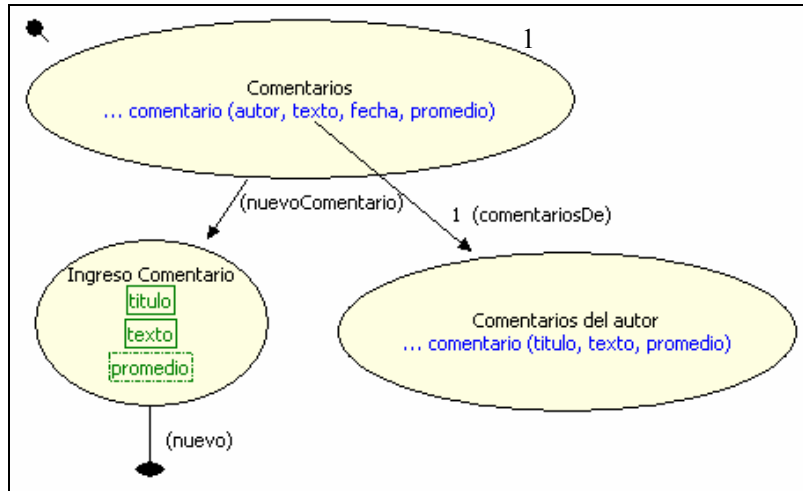 1
Comentarios
... comentario (autor, texto, fecha, promedio)
(nuevoComentario)
1 (comentariosDe)
Ingreso Comentario
titulo
texto
promedio
Comentarios del autor
... comentario (titulo, texto, promedio)
(nuevo)